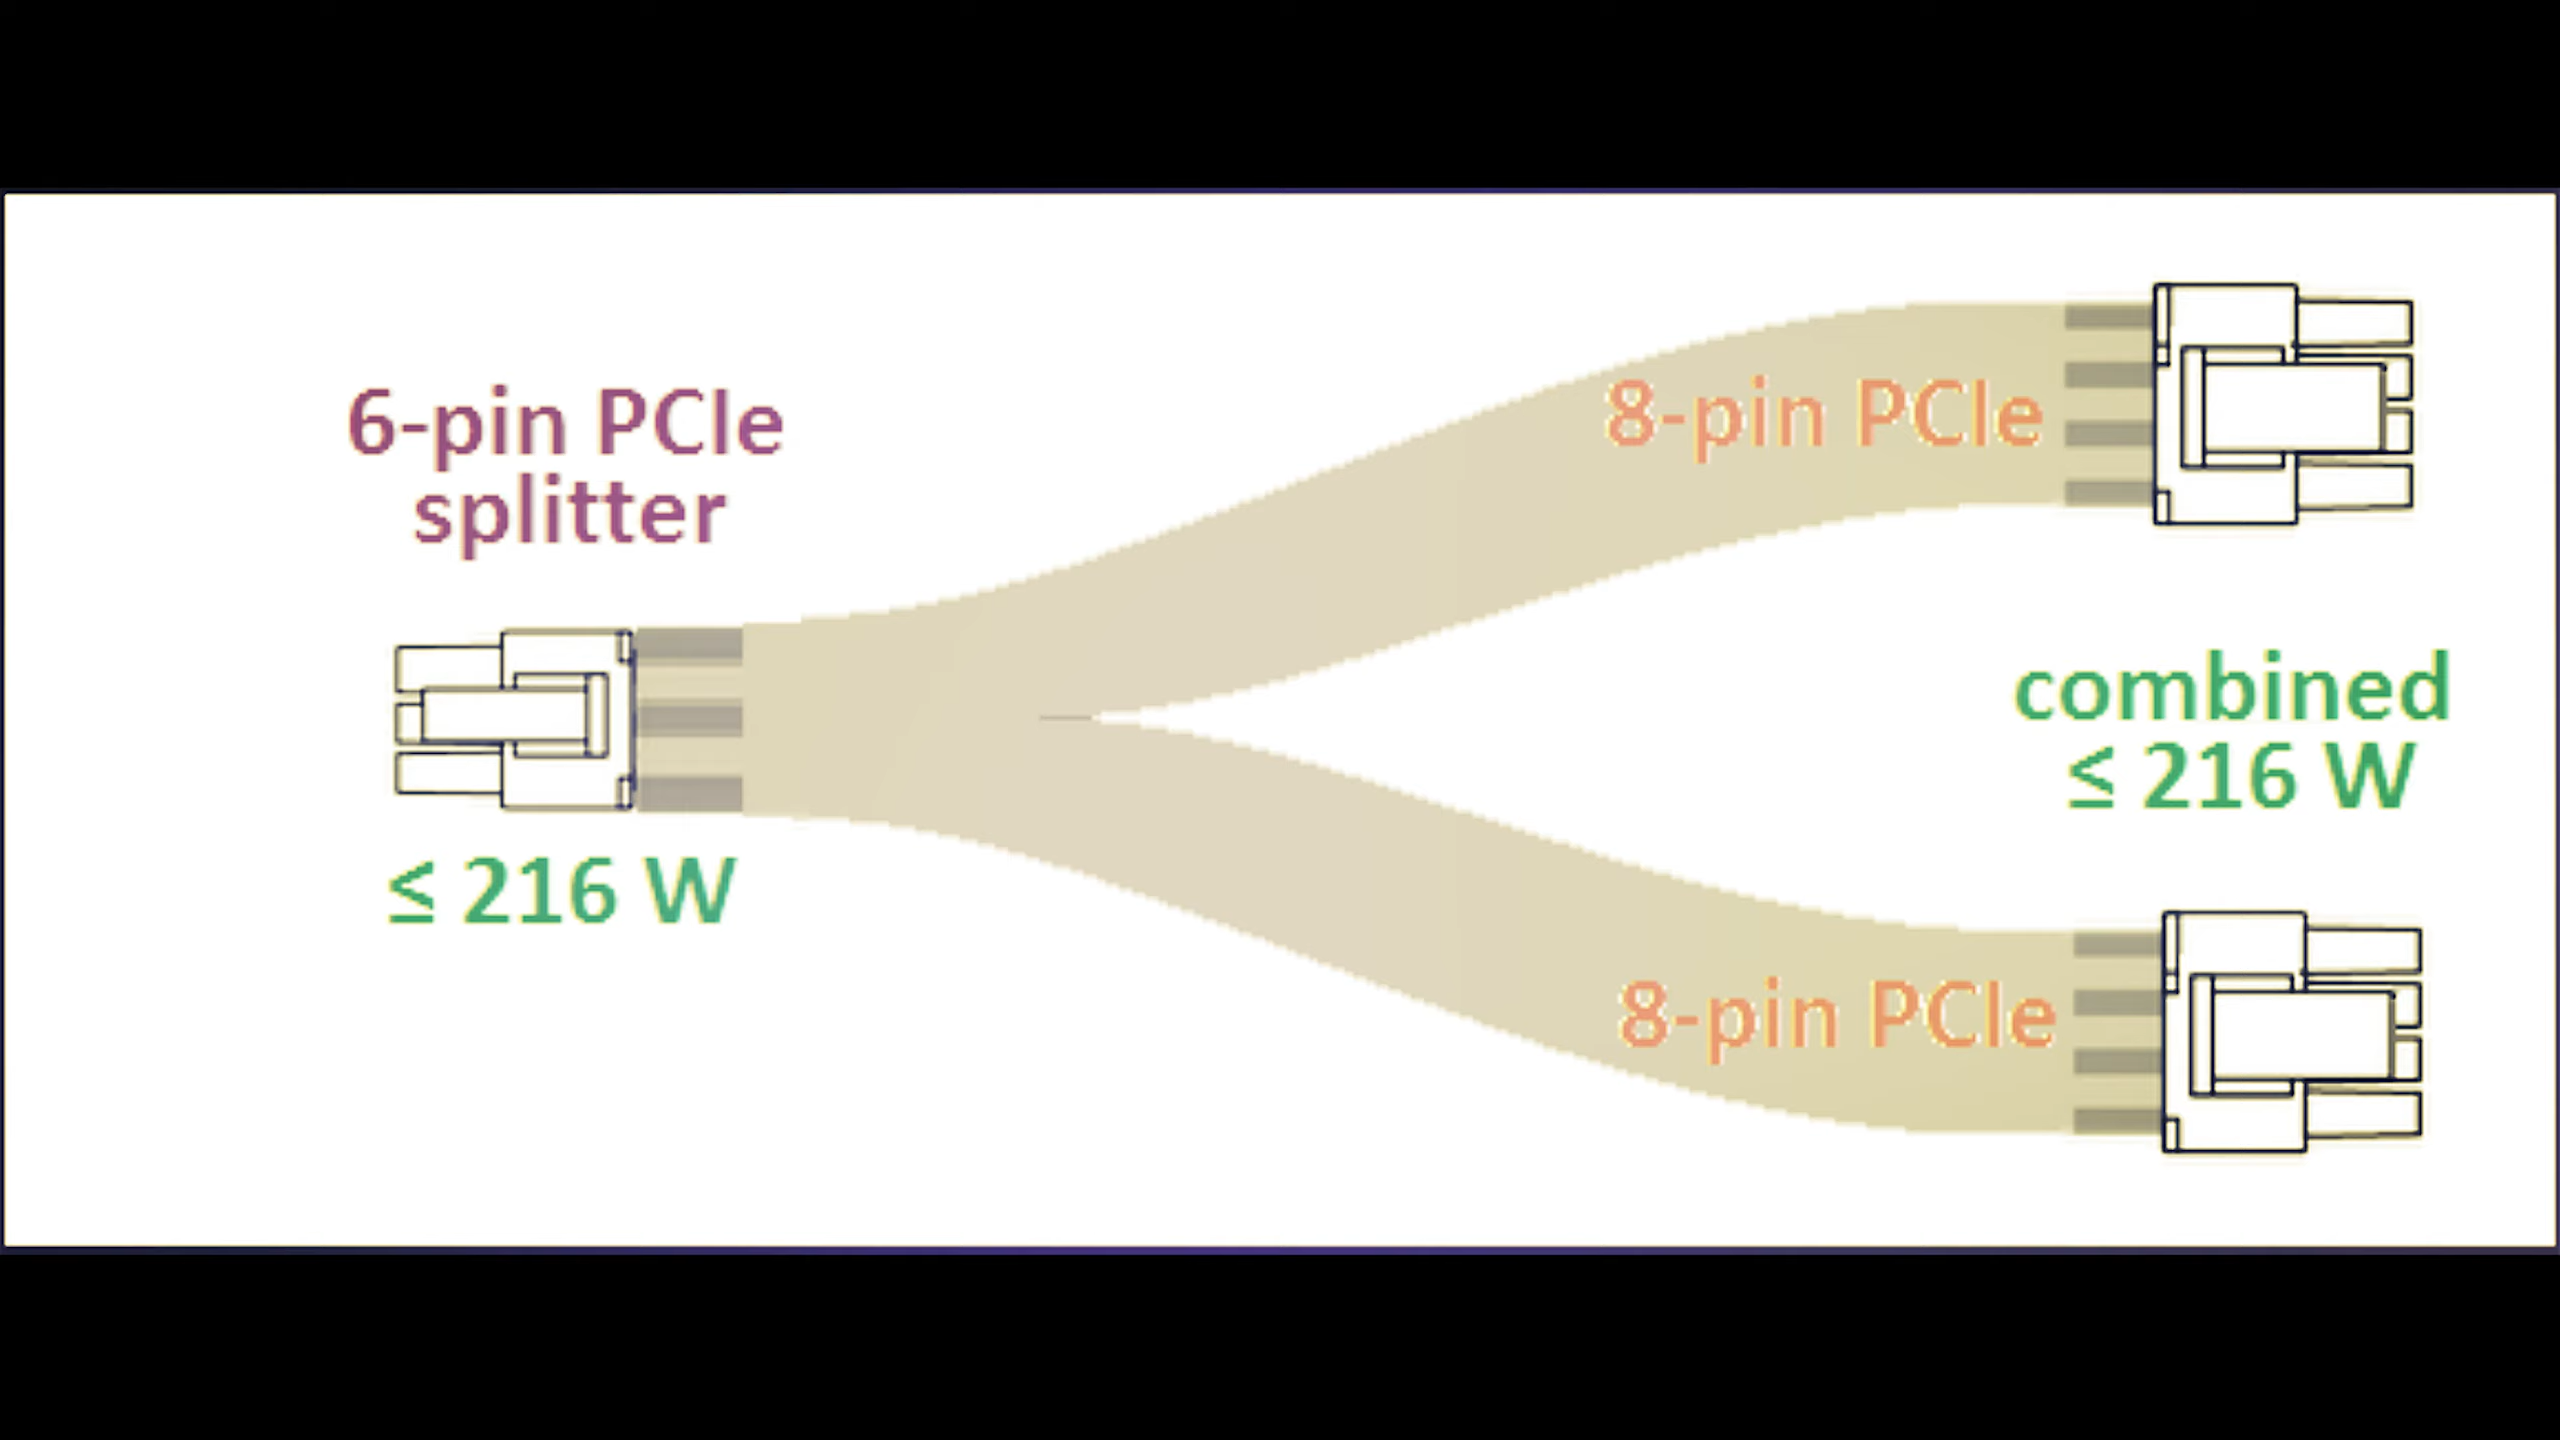 6-pin PCIe
splitter
≤ 216 W
8-pin PCIe
combined
≤ 216 W
8-pin PCIe